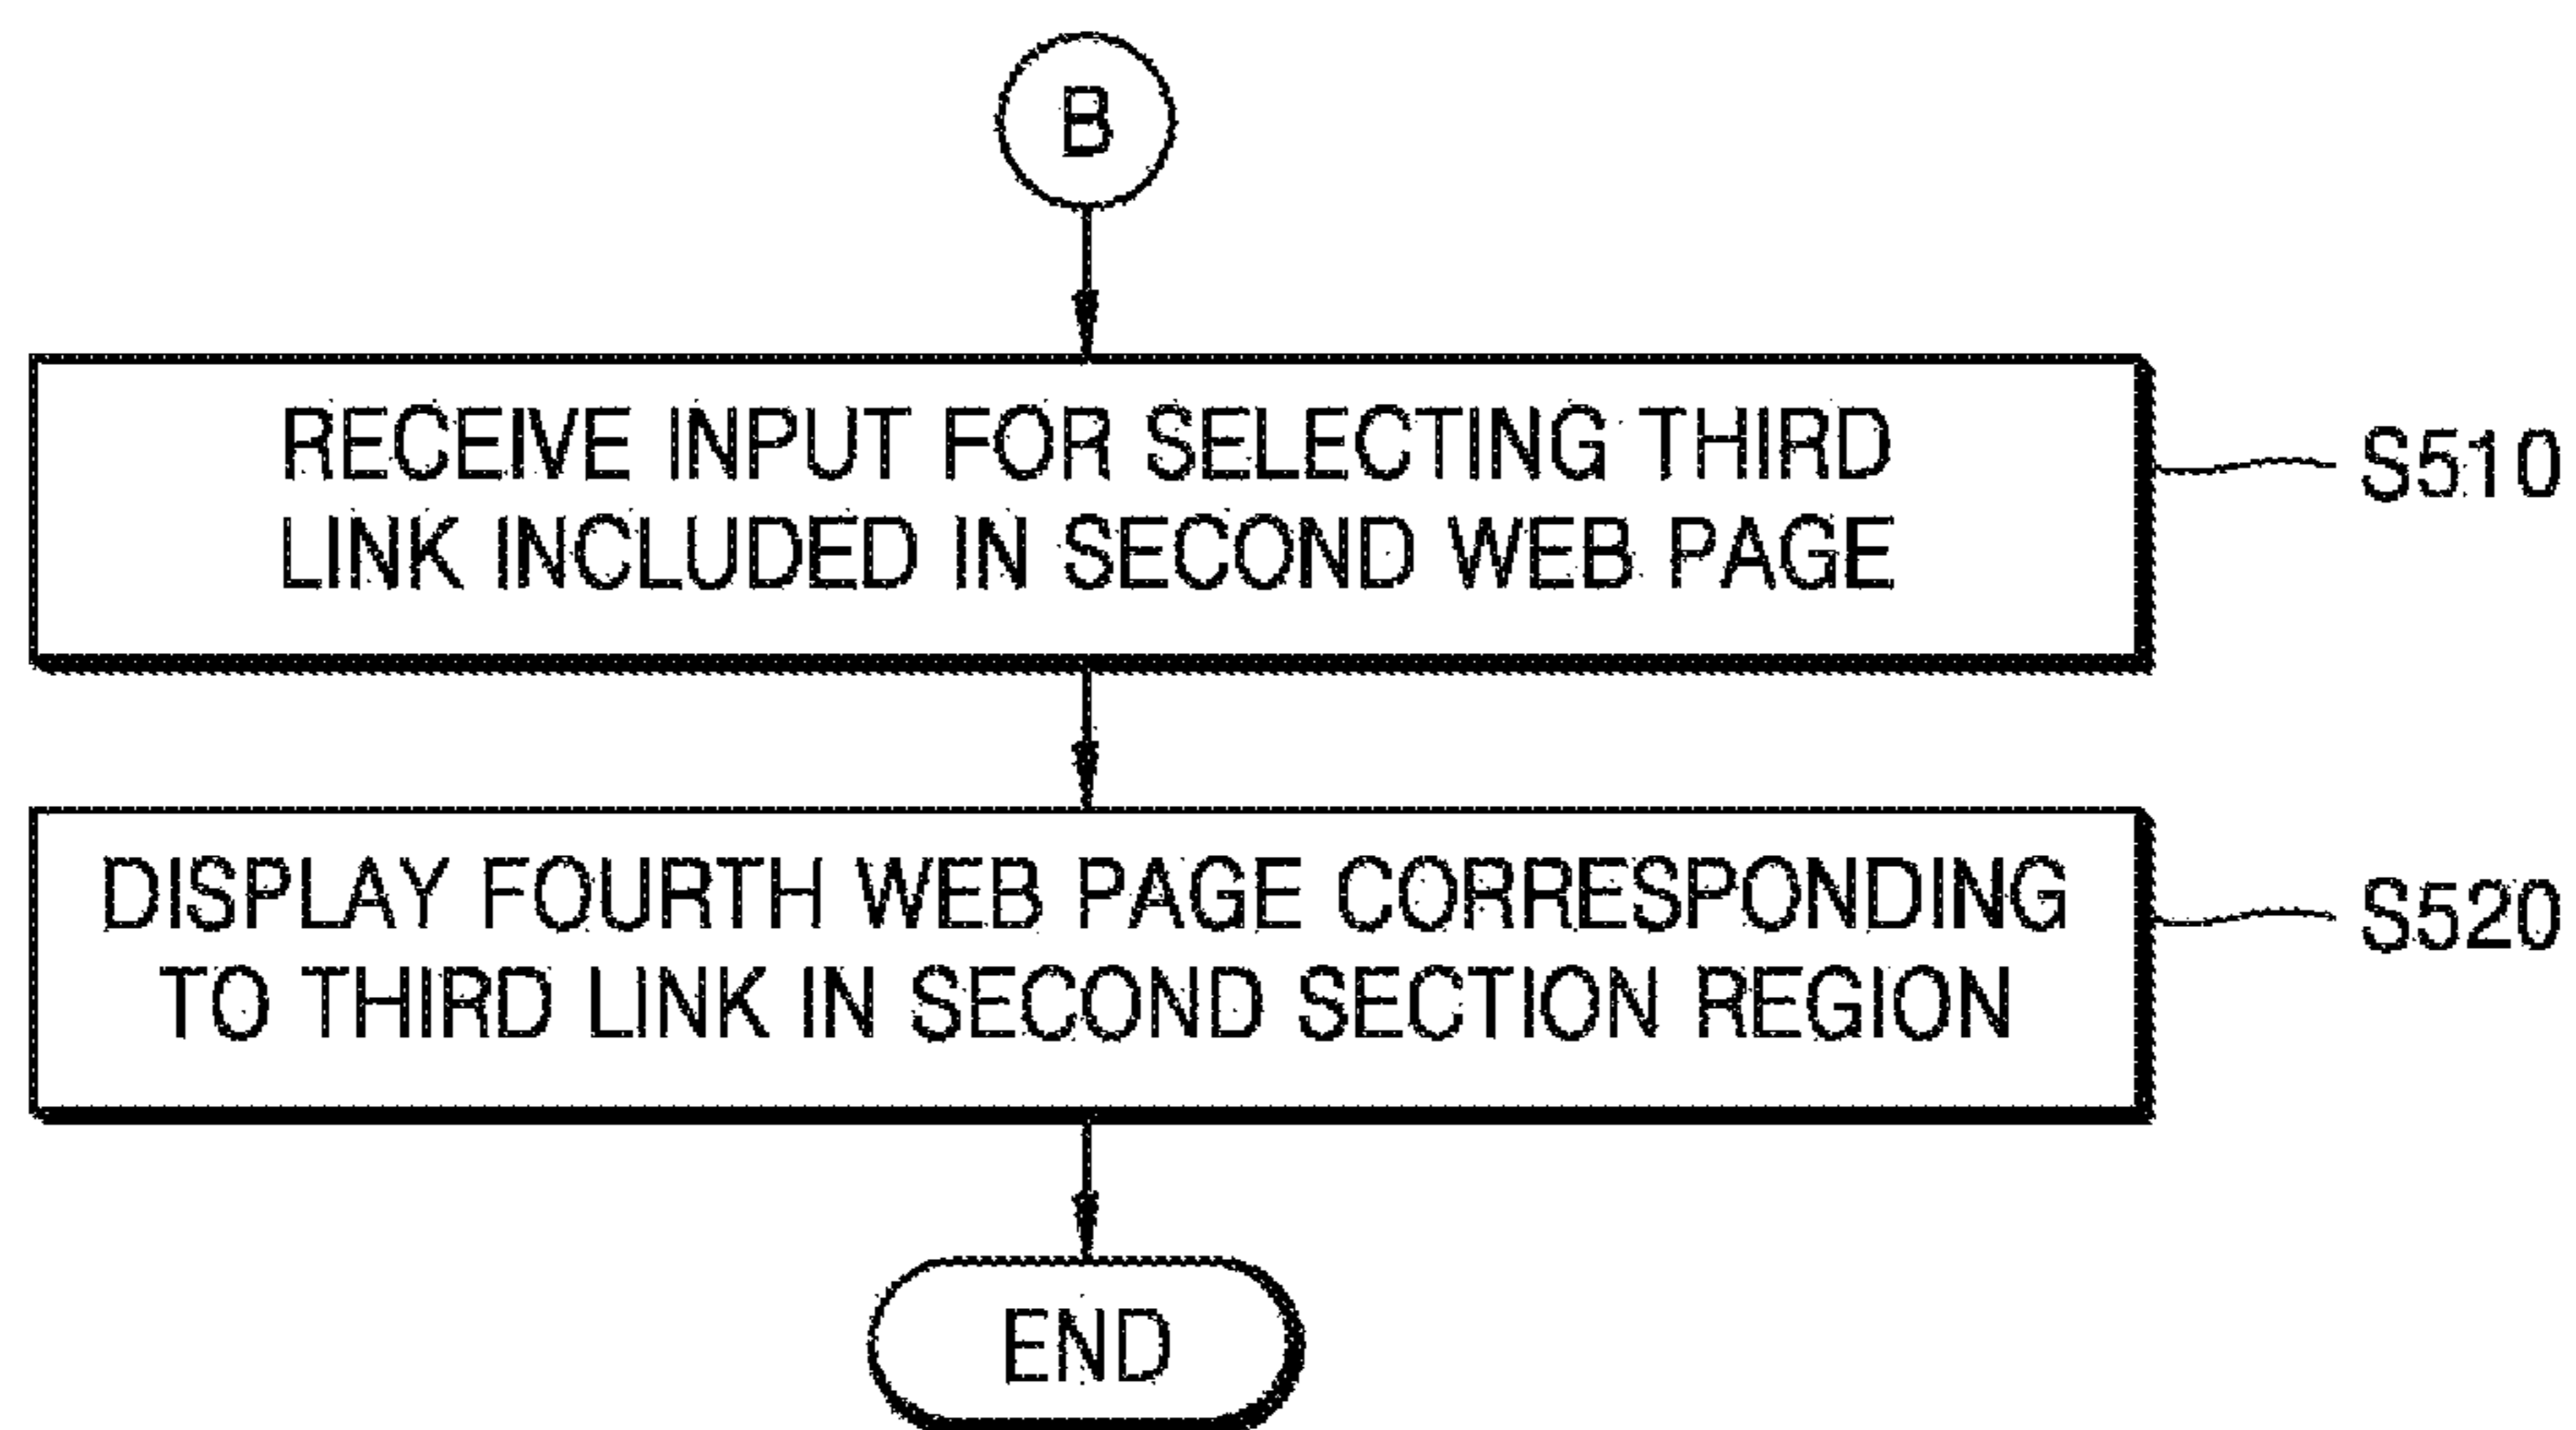 B
RECEIVE INPUT FOR SELECTING THIRD
LINK INCLUDED IN SECOND WEB PAGE
S510
DISPLAY FOURTH WEB PAGE CORRESPONDING
TO THIRD LINK IN SECOND SECTION REGION
S520
END